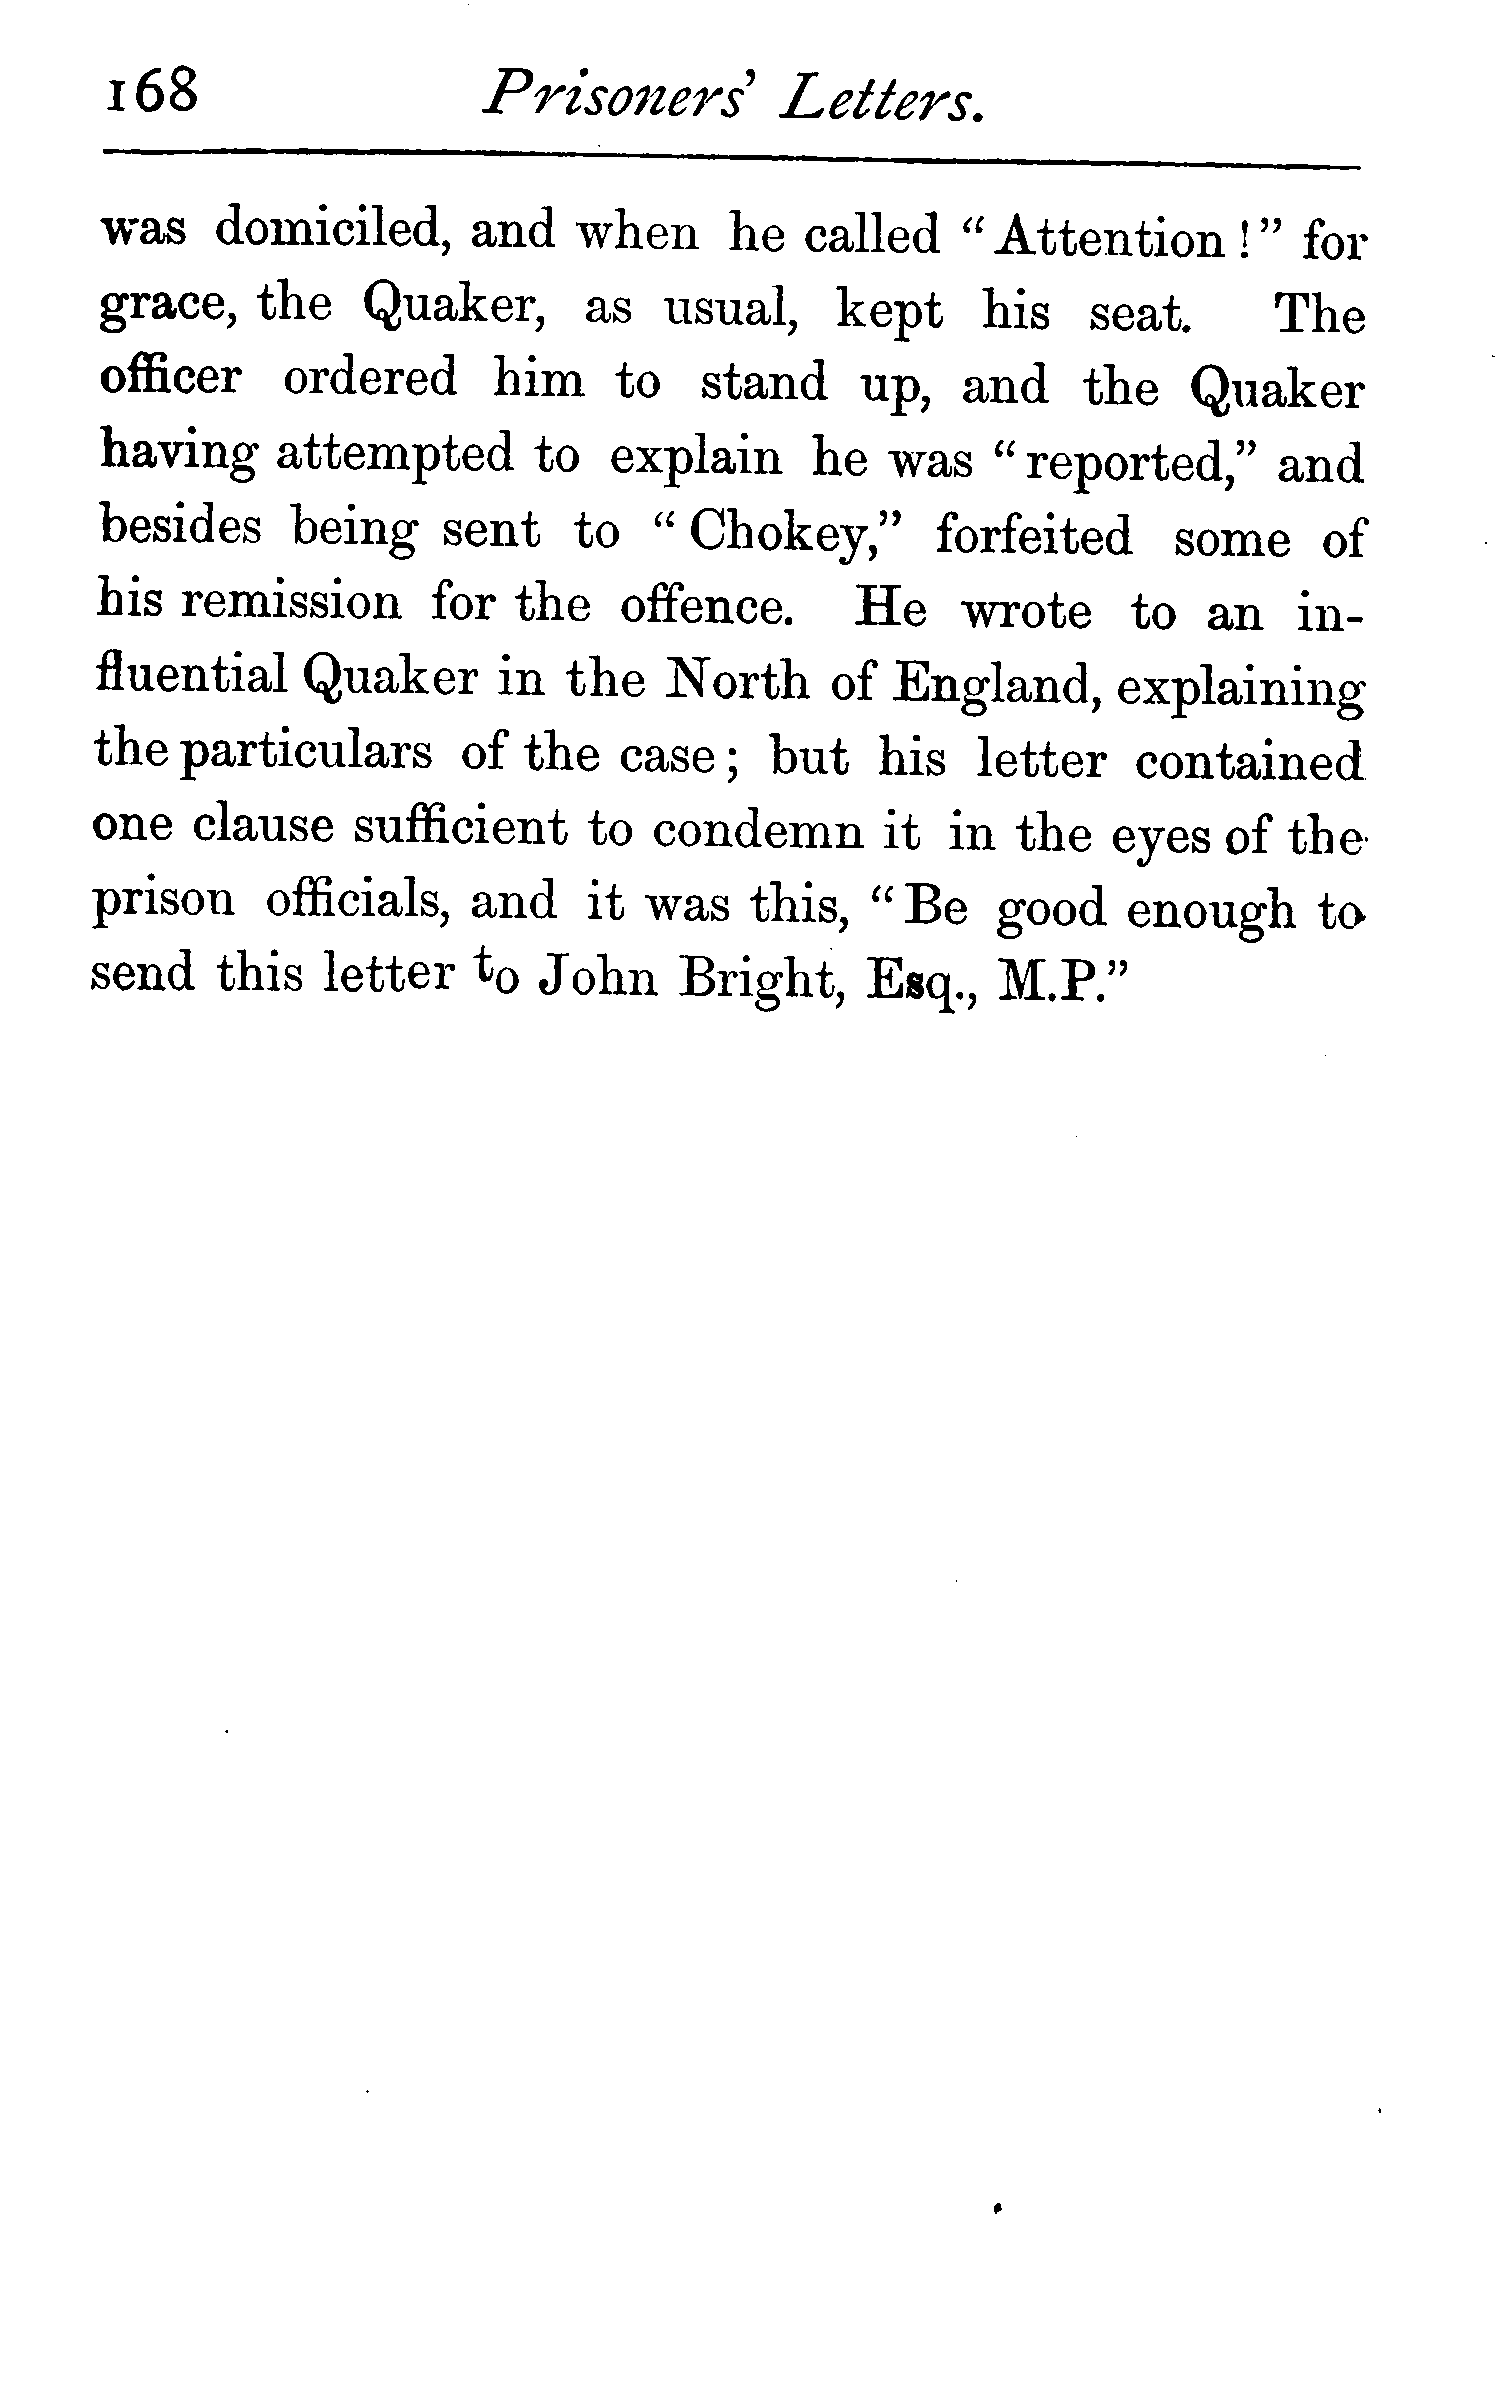 168 Prisoners' Letters.
was domiciled, and when he called "Attention!" for
grace, the Quaker, as usual, kept his seat. The
officer ordered him to stand up, and the Quaker
having attempted to explain he was "reported," and
besides being sent to "Chokey," forfeited some of
his remission for the offence. He wrote to an in-
fluential Quaker in the North of England, explaining
the particulars of the case; but his letter contained
one clause sufficient to condemn it in the eyes of the
prison officials, and it was this, "Be good enough to
send this letter to John Bright, Esq., M.P."